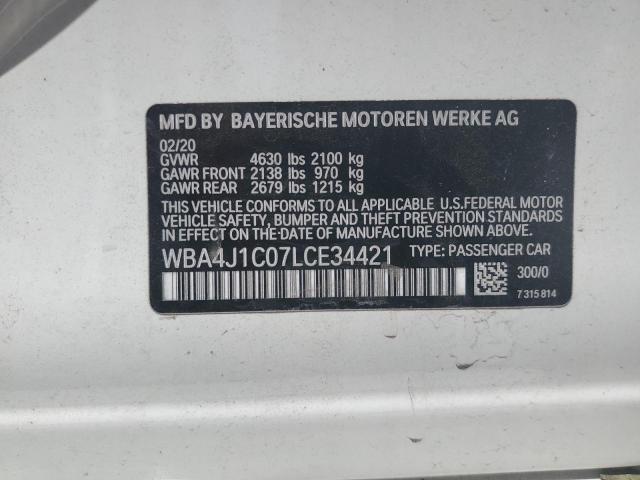 MFD BY BAYERISCHE MOTOREN WERKE AG
02/20
GVWR 4630 lbs 2100 kg
GAWR FRONT 2138 lbs 970 kg
GAWR REAR 2679 lbs 1215 kg
THIS VEHICLE CONFORMS TO ALL APPLICABLE U.S.FEDERAL MOTOR
VEHICLE SAFETY, BUMPER AND THEFT PREVENTION STANDARDS
IN EFFECT ON THE DATE OF MANUFACTURE SHOWN ABOVE.
WBA4J1C07LCE34421 TYPE: PASSENGER CAR
300/0
7 315 814